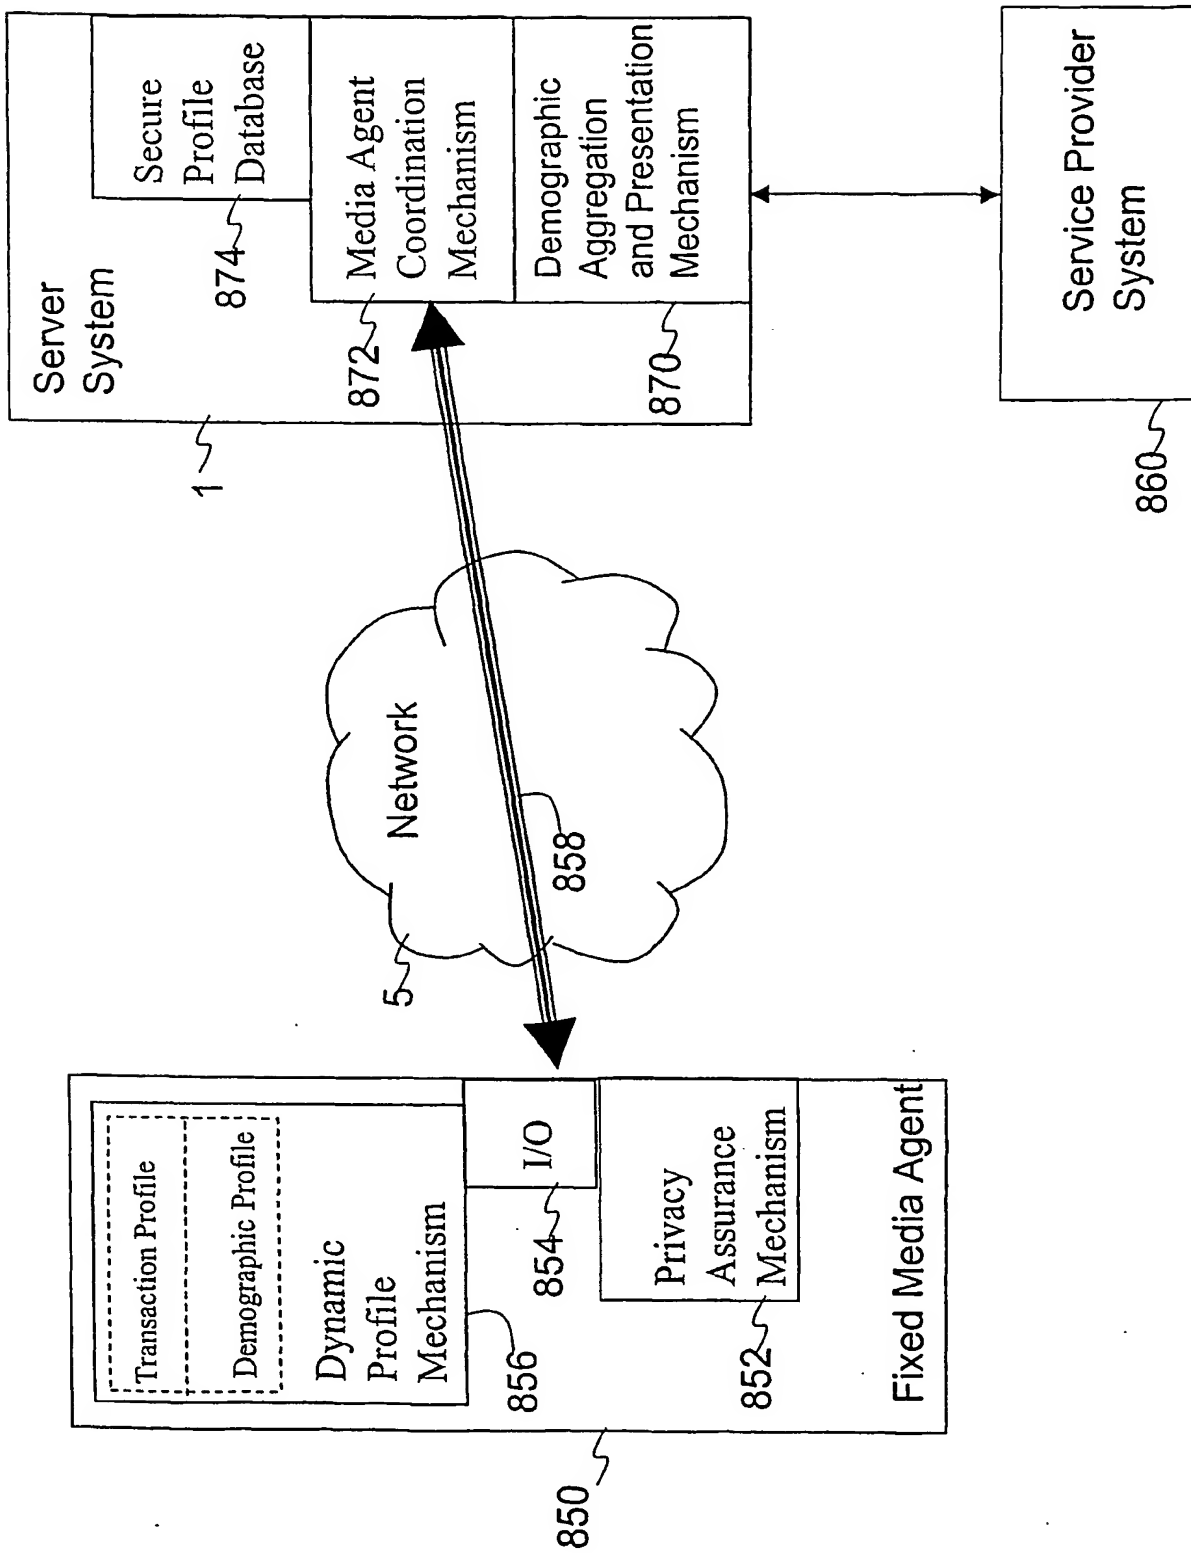 Transaction Profile
Demographic Profile
Dynamic
Profile
Mechanism
856
I/O
854
Privacy
Assurance
Mechanism
852
Fixed Media Agent
850
Network
5
858
Server
System
1
Secure
Profile
Database
874
Media Agent
Coordination
Mechanism
872
Demographic
Aggregation
and Presentation
Mechanism
870
Service Provider
System
860